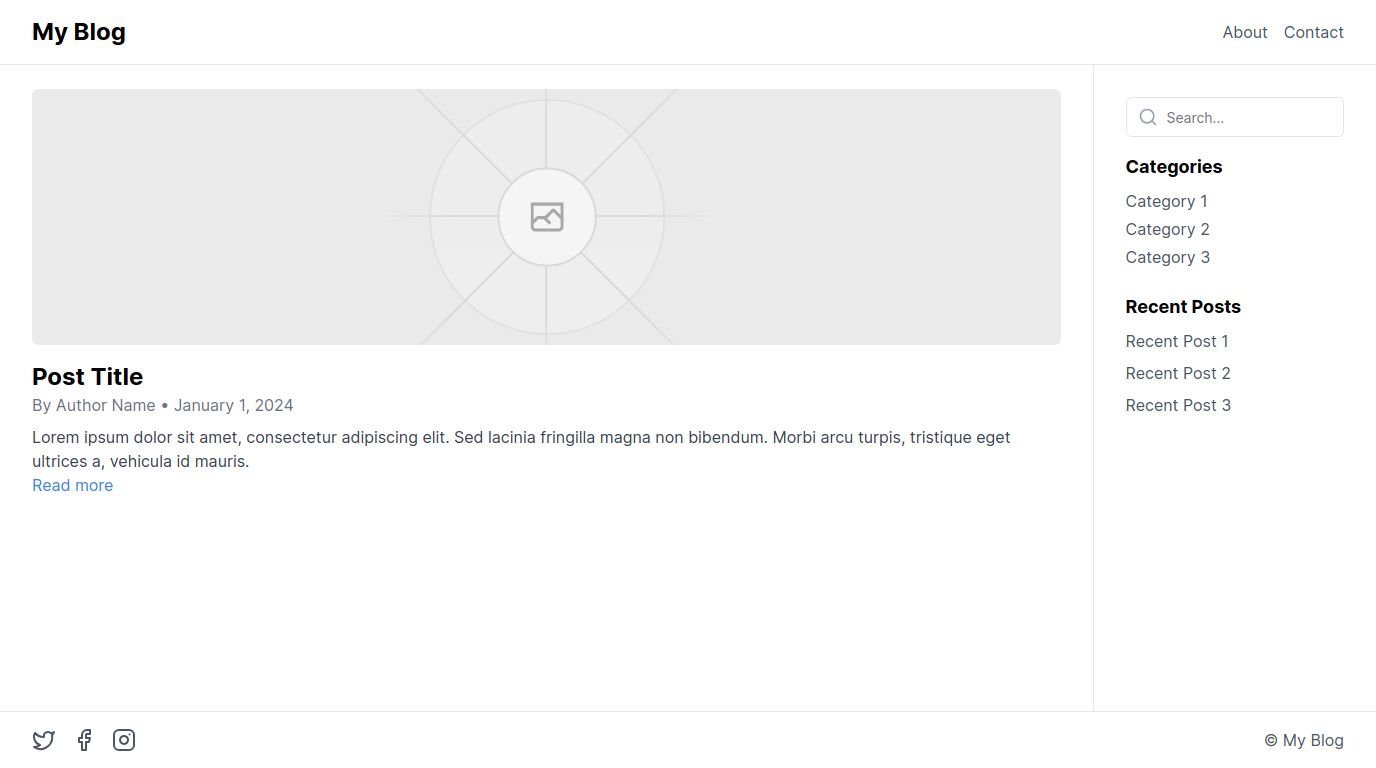 My Blog
About
Contact
Search...
Categories
Category 1
Category 2
Category 3
Recent Posts
Recent Post 1
Recent Post 2
Recent Post 3
Post Title
By Author Name • January 1, 2024
Lorem ipsum dolor sit amet, consectetur adipiscing elit. Sed lacinia fringilla magna non bibendum. Morbi arcu turpis, tristique eget
ultrices a, vehicula id mauris.
Read more
© My Blog